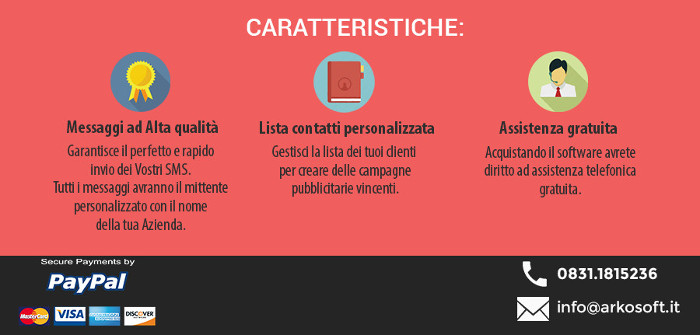 CARATTERISTICHE:
Messaggi ad Alta qualità
Garantisce il perfetto e rapido
invio dei Vostri SMS.
Tutti i messaggi avranno il mittente
personalizzato con il nome
della tua Azienda.
Lista contatti personalizzata
Gestisci la lista dei tuoi clienti
per creare delle campagne
pubblicitarie vincenti.
Assistenza gratuita
Acquistando il software avrete
diritto ad assistenza telefonica
gratuita.
Secure Payments by
PayPal
MasterCard
VISA
AMERICAN EXPRESS
DISCOVER
0831.1815236
info@arkosoft.it